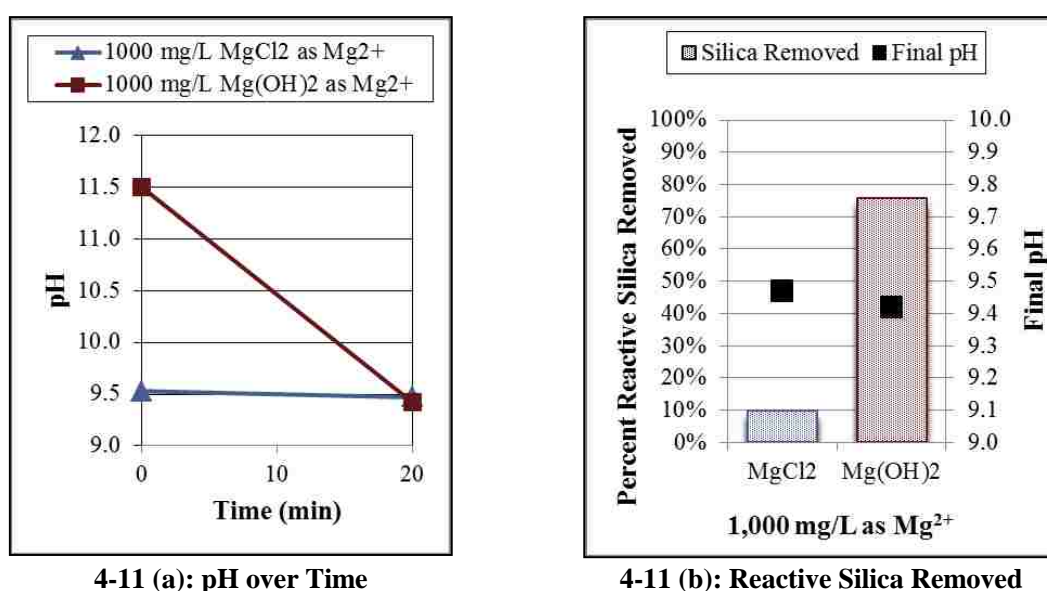 1000 mg/L MgCl2 as Mg2+
1000 mg/L Mg(OH)2 as Mg2+
pH
12.0
11.5
11.0
10.5
10.0
9.5
9.0
0
10
20
Time (min)
4-11 (a): pH over Time
Silica Removed
Final pH
Percent Reactive Silica Removed
100%
90%
80%
70%
60%
50%
40%
30%
20%
10%
0%
10.0
9.9
9.8
9.7
9.6
9.5
9.4
9.3
9.2
9.1
9.0
Final pH
MgCl2
Mg(OH)2
1,000 mg/L as Mg²⁺
4-11 (b): Reactive Silica Removed